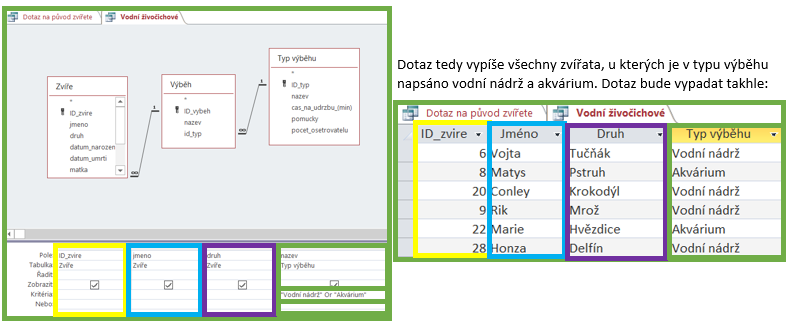 Dotaz na původ zvířete Vodní živočichové
Zvíře
*
ID_zvire
jmeno
druh
datum_narozen
datum_umrti
matka
Výběh
*
ID_vybeh
nazev
id_typ
Typ výběhu
*
ID_typ
nazev
cas_na_udrzbu_(min)
pomucky
pocet_osetrovatelu
1 ∞ 1 ∞
Pole: ID_zvire jmeno druh nazev
Tabulka: Zvíře Zvíře Zvíře Typ výběhu
Řadit:
Zobrazit:
Kritéria: "Vodní nádrž" Or "Akvárium"
Nebo:
Dotaz tedy vypíše všechny zvířata, u kterých je v typu výběhu
napsáno vodní nádrž a akvárium. Dotaz bude vypadat takhle:
Dotaz na původ zvířete Vodní živočichové
ID_zvire Jméno Druh Typ výběhu
6 Vojta Tučňák Vodní nádrž
8 Matys Pstruh Akvárium
20 Conley Krokodýl Vodní nádrž
9 Rik Mrož Vodní nádrž
22 Marie Hvězdice Akvárium
28 Honza Delfín Vodní nádrž